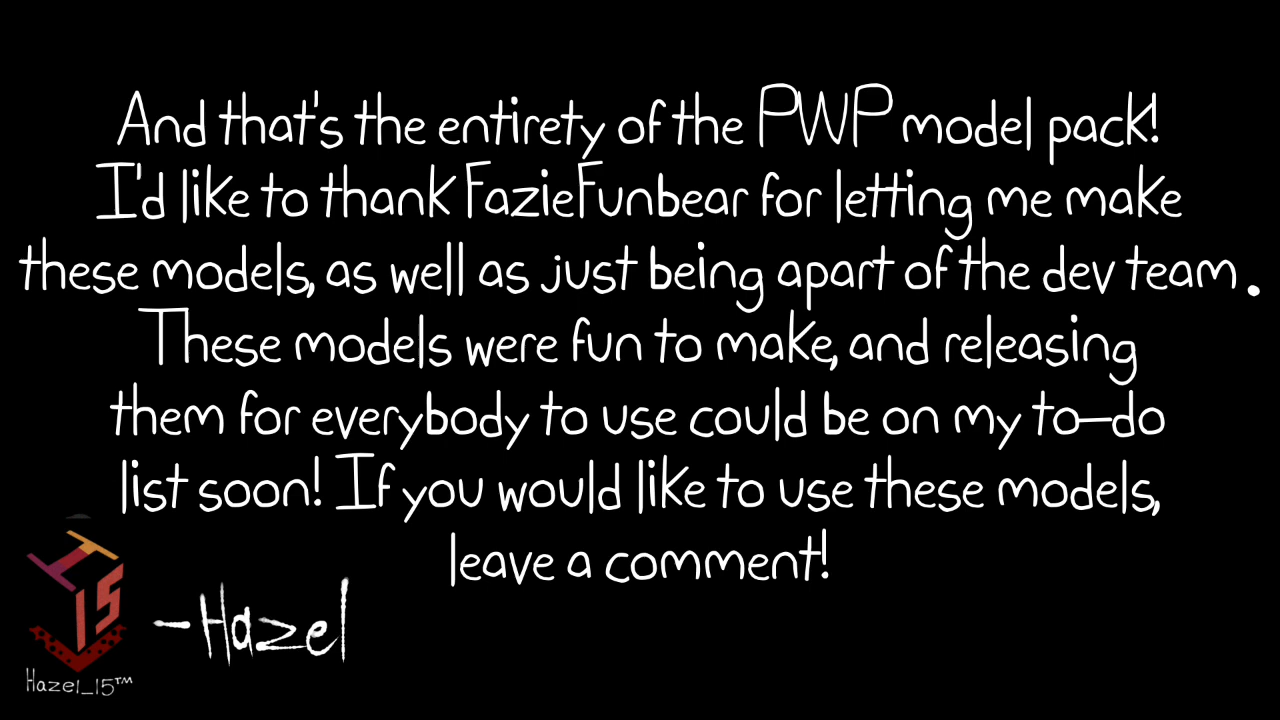 And that's the entirety of the PWP model pack!
I'd like to thank FazieFunbear for letting me make
these models, as well as just being apart of the dev team.
These models were fun to make, and releasing
them for everybody to use could be on my to-do
list soon! If you would like to use these models,
leave a comment!
-Hazel
H
15
Hazel_15™